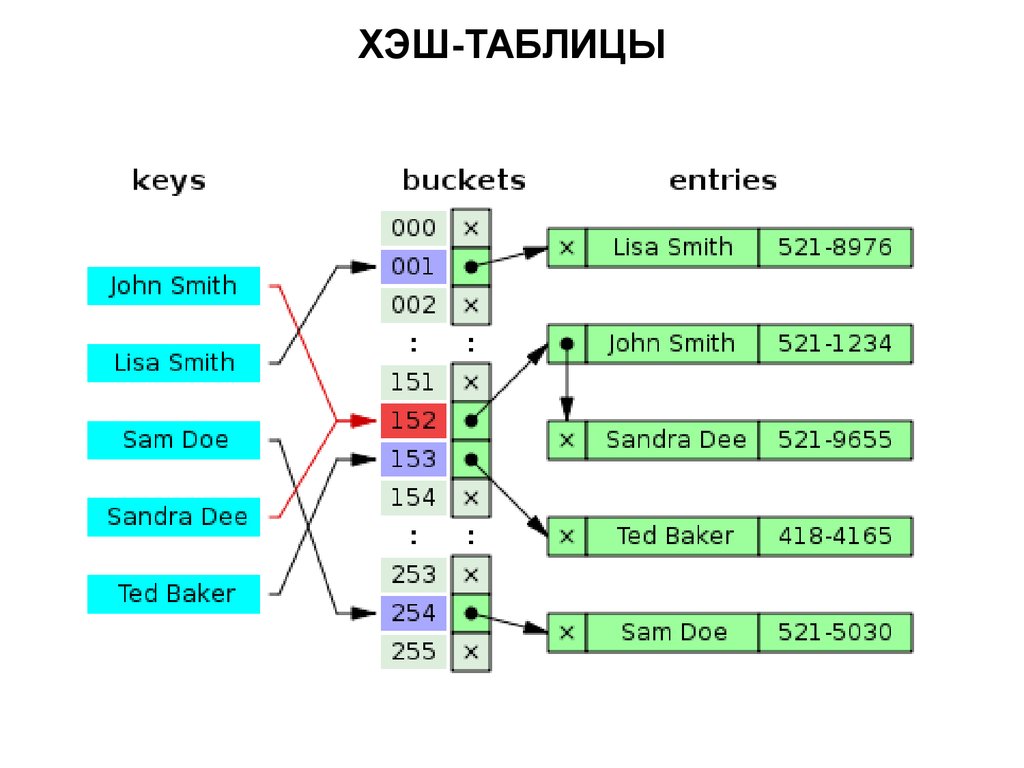 ХЭШ-ТАБЛИЦЫ
keys buckets entries
000 ×
× Lisa Smith 521-8976
001
John Smith
002 ×
: :
× John Smith 521-1234
Lisa Smith
151 ×
152
Sam Doe
× Sandra Dee 521-9655
153
154 ×
Sandra Dee
: :
× Ted Baker 418-4165
253 ×
Ted Baker
254
× Sam Doe 521-5030
255 ×